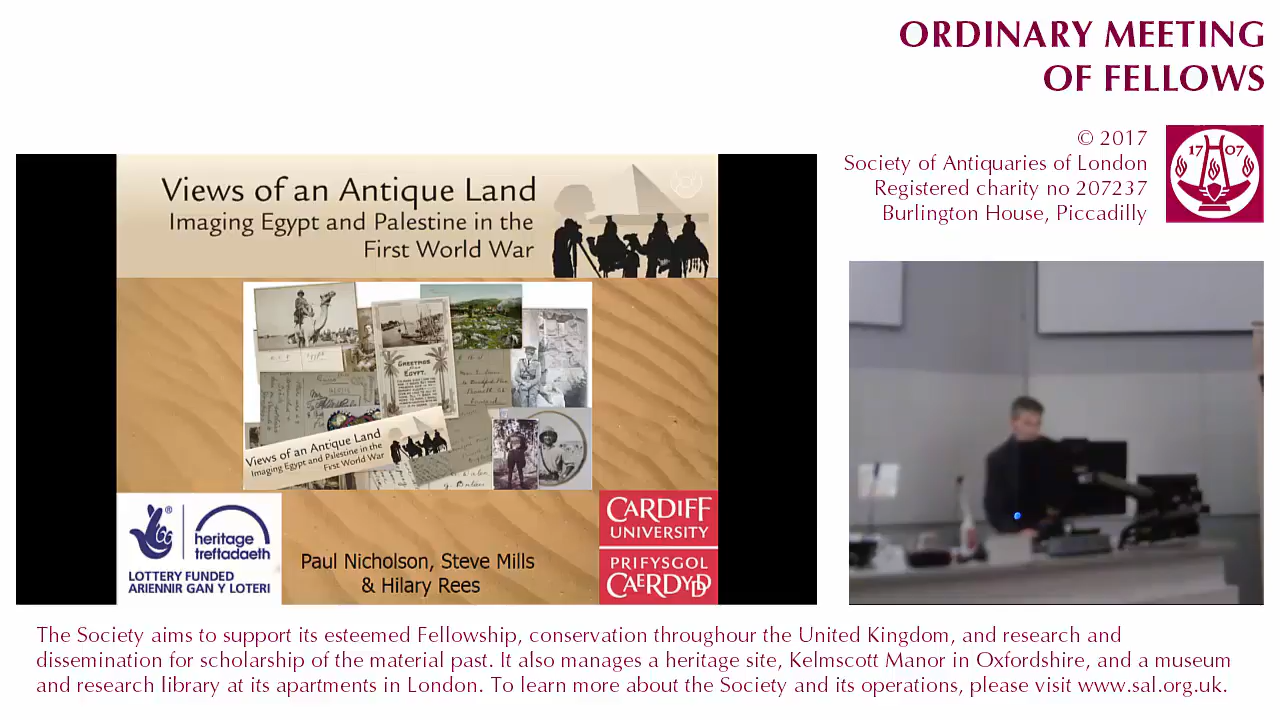 ORDINARY MEETING
OF FELLOWS
© 2017
Society of Antiquaries of London
Registered charity no 207237
Burlington House, Piccadilly
17 07
Views of an Antique Land
Imaging Egypt and Palestine in the
First World War
GREETINGS
FROM
EGYPT.
Views of an Antique Land
Imaging Egypt and Palestine in the
First World War
heritage
treftadaeth
LOTTERY FUNDED
ARIENNIR GAN Y LOTERI
Paul Nicholson, Steve Mills
& Hilary Rees
CARDIFF
UNIVERSITY
PRIFYSGOL
CAERDYDD
The Society aims to support its esteemed Fellowship, conservation throughour the United Kingdom, and research and
dissemination for scholarship of the material past. It also manages a heritage site, Kelmscott Manor in Oxfordshire, and a museum
and research library at its apartments in London. To learn more about the Society and its operations, please visit www.sal.org.uk.